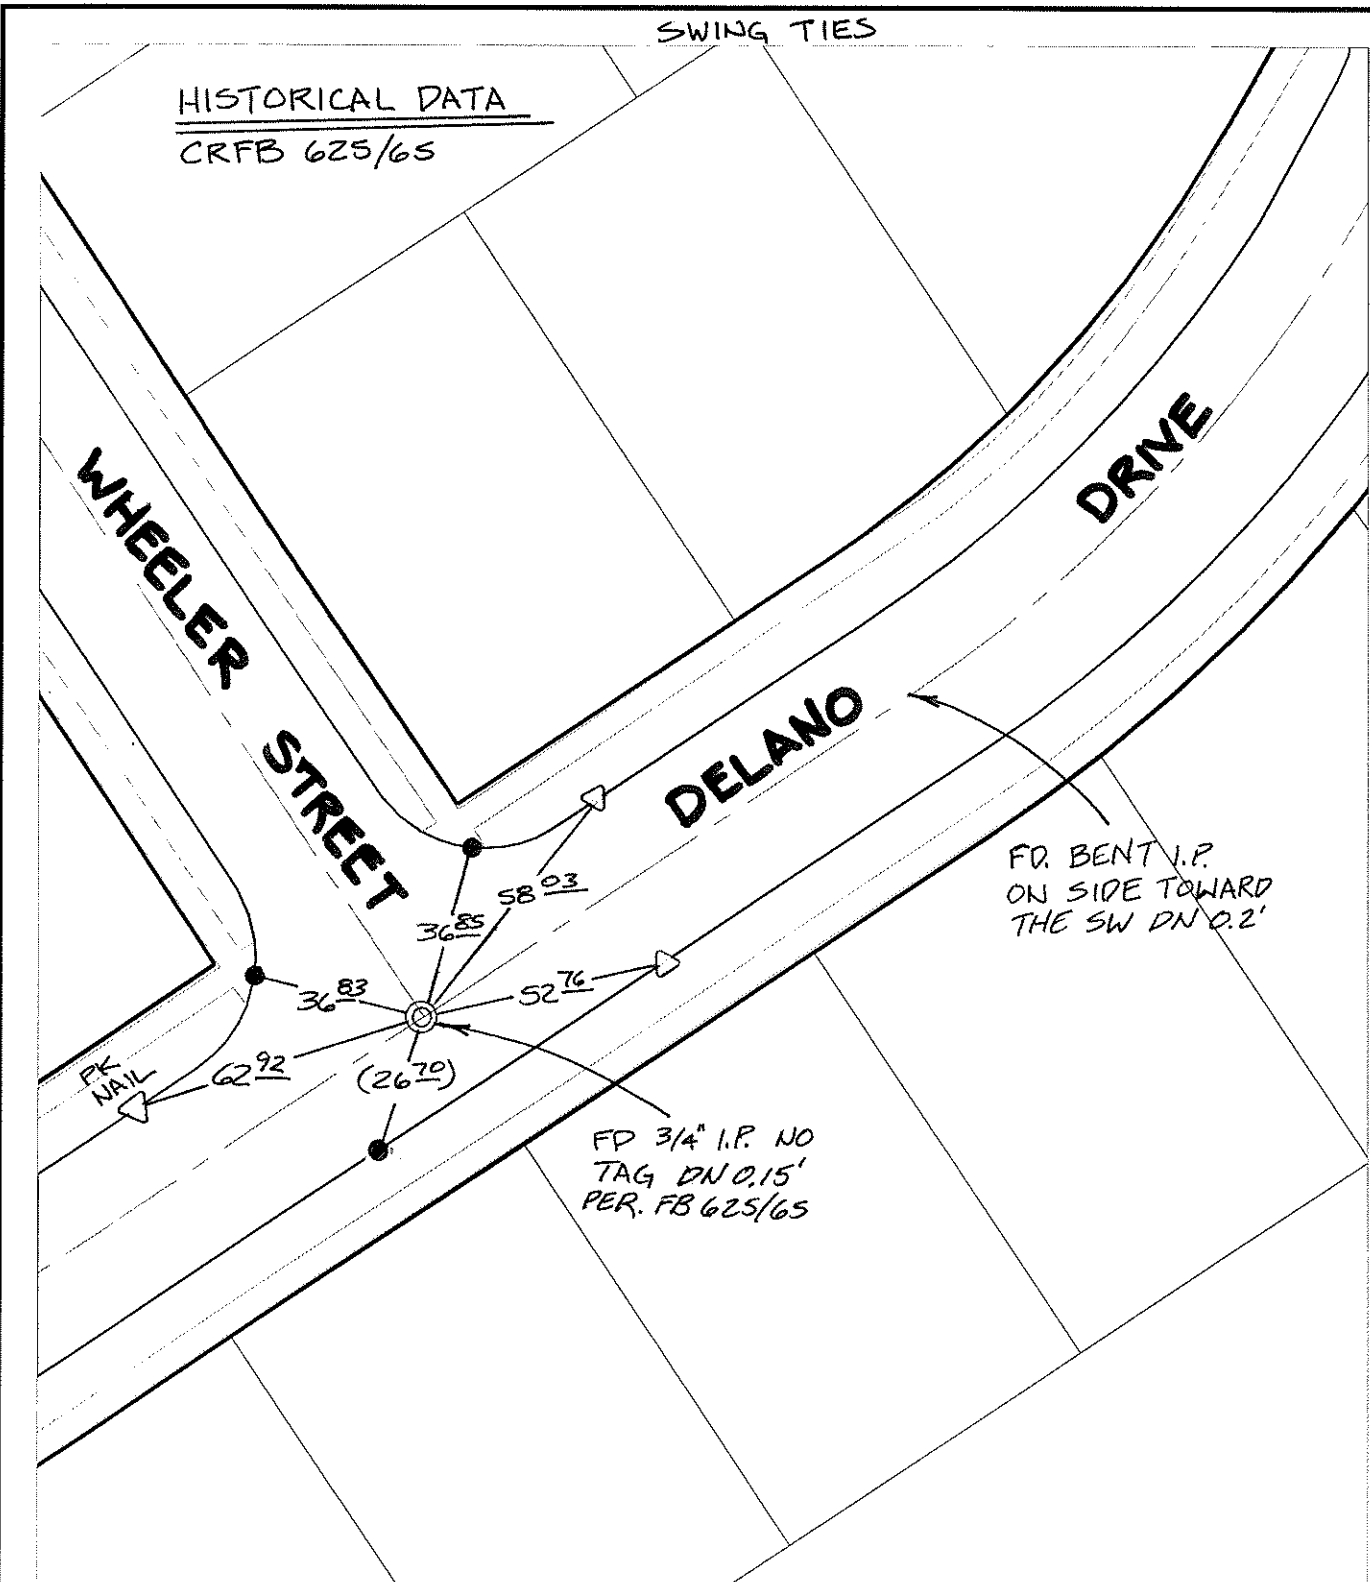 SWING TIES
HISTORICAL DATA
CRFB 625/65
WHEELER STREET
DELANO DRIVE
FD. BENT I.P.
ON SIDE TOWARD
THE SW DN 0.2'
58 03
36 85
36 83
52 76
62 92
(26 70)
PK
NAIL
FD 3/4" I.P. NO
TAG DN 0.15'
PER. FB 625/65